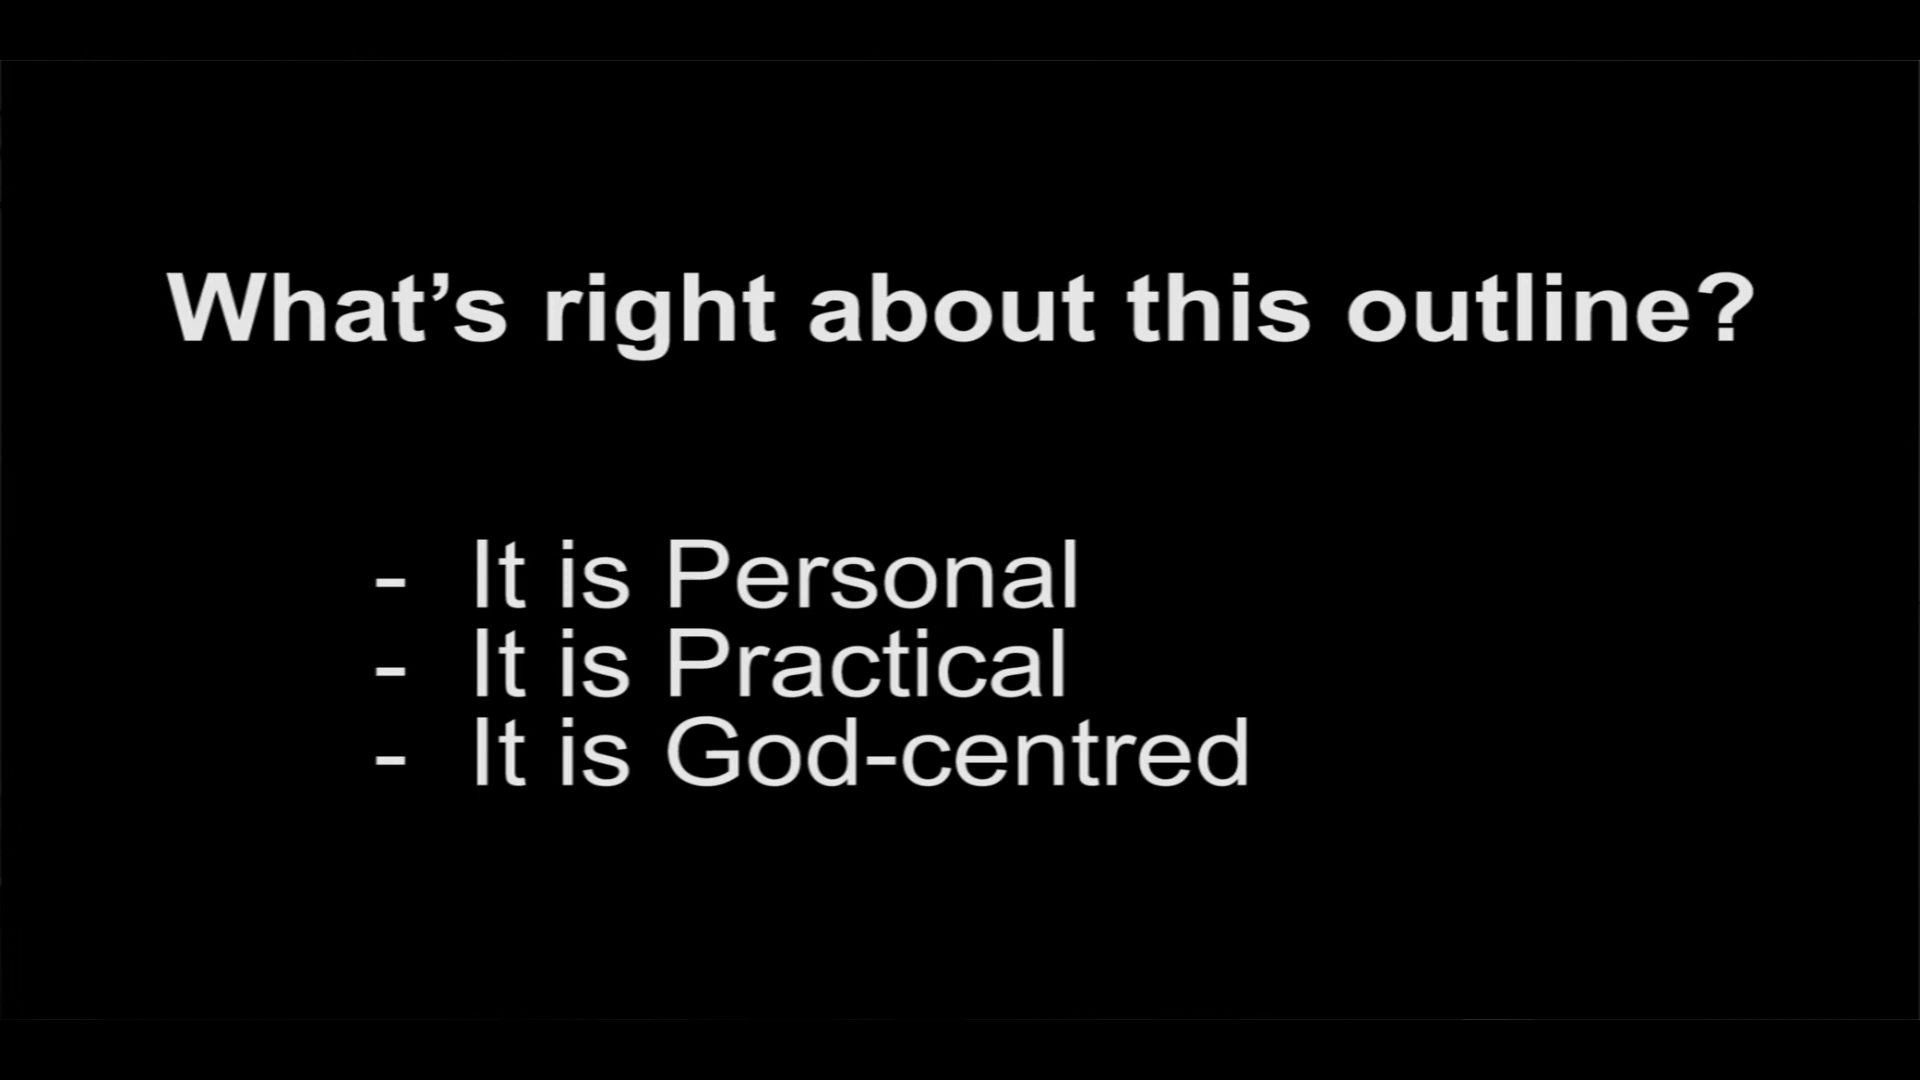 What’s right about this outline?
- It is Personal
- It is Practical
- It is God-centred